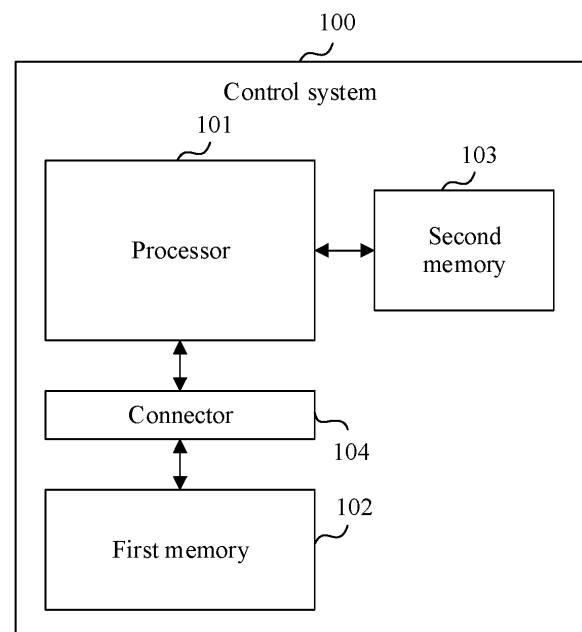 100
Control system
101
103
Processor
Second
memory
Connector
104
102
First memory